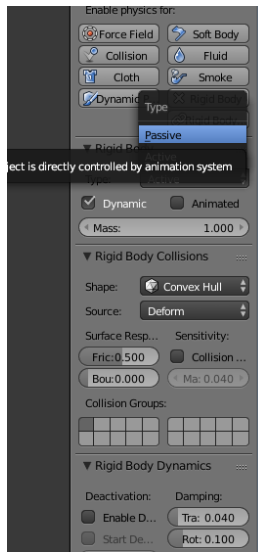 Enable physics for:
Force Field Soft Body
Collision Fluid
Cloth Smoke
Dynamic P Rigid Body
Type
Passive
ject is directly controlled by animation system
Type: Active
Dynamic Animated
Mass: 1.000
Rigid Body Collisions
Shape: Convex Hull
Source: Deform
Surface Resp... Sensitivity:
Fric:0.500 Collision ...
Bou:0.000 Ma: 0.040
Collision Groups:
Rigid Body Dynamics
Deactivation: Damping:
Enable D... Tra: 0.040
Start De... Rot: 0.100